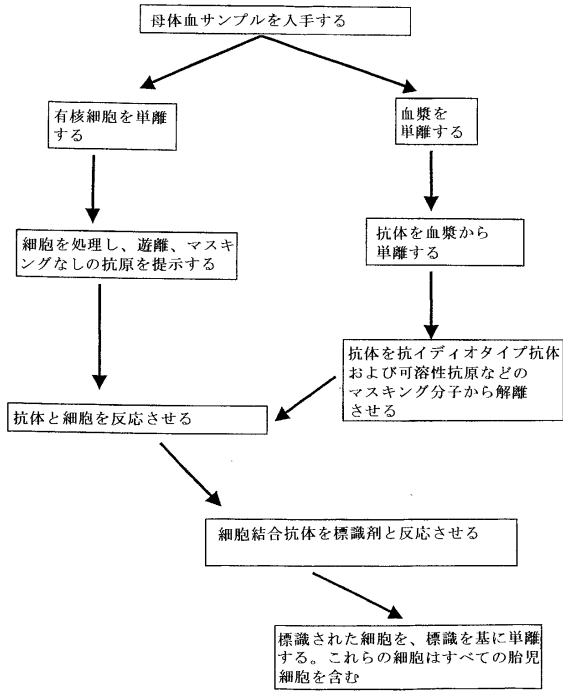 母体血サンプルを入手する
有核細胞を単離
する
血漿を
単離する
細胞を処理し、遊離、マスキ
ングなしの抗原を提示する
抗体を血漿から
単離する
抗体を抗イディオタイプ抗体
および可溶性抗原などの
マスキング分子から解離
させる
抗体と細胞を反応させる
細胞結合抗体を標識剤と反応させる
標識された細胞を、標識を基に単離
する。これらの細胞はすべての胎児
細胞を含む